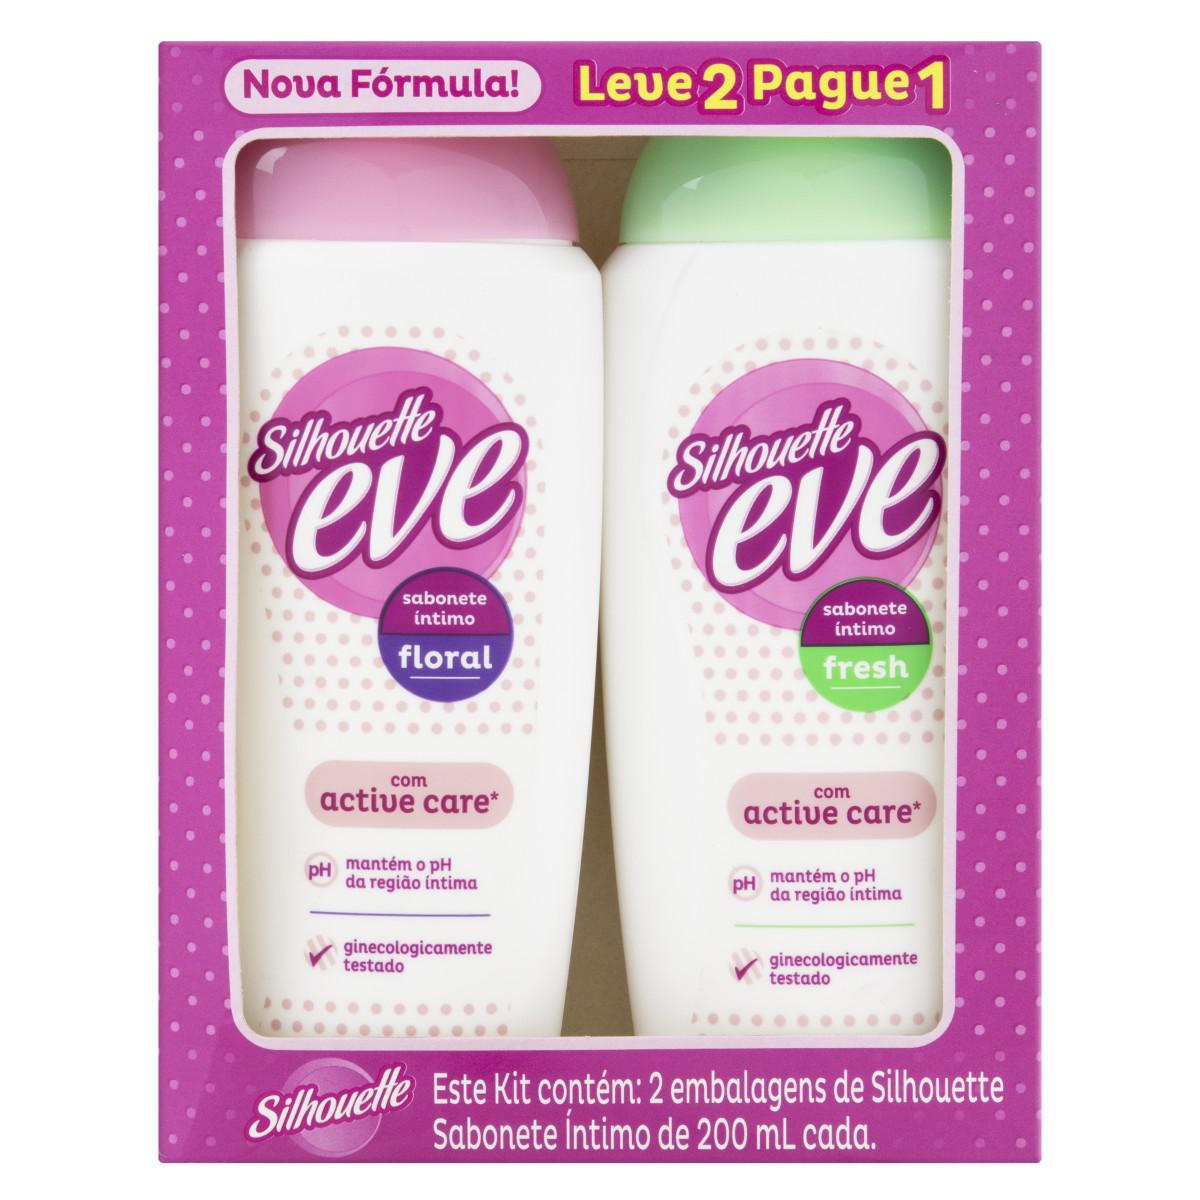 Nova Fórmula!
Leve 2 Pague 1
Silhouette
eve
sabonete
íntimo
floral
com
active care*
pH
mantém o pH
da região íntima
ginecologicamente
testado
Silhouette
eve
sabonete
íntimo
fresh
com
active care*
pH
mantém o pH
da região íntima
ginecologicamente
testado
Silhouette
Este Kit contém: 2 embalagens de Silhouette
Sabonete Íntimo de 200 mL cada.